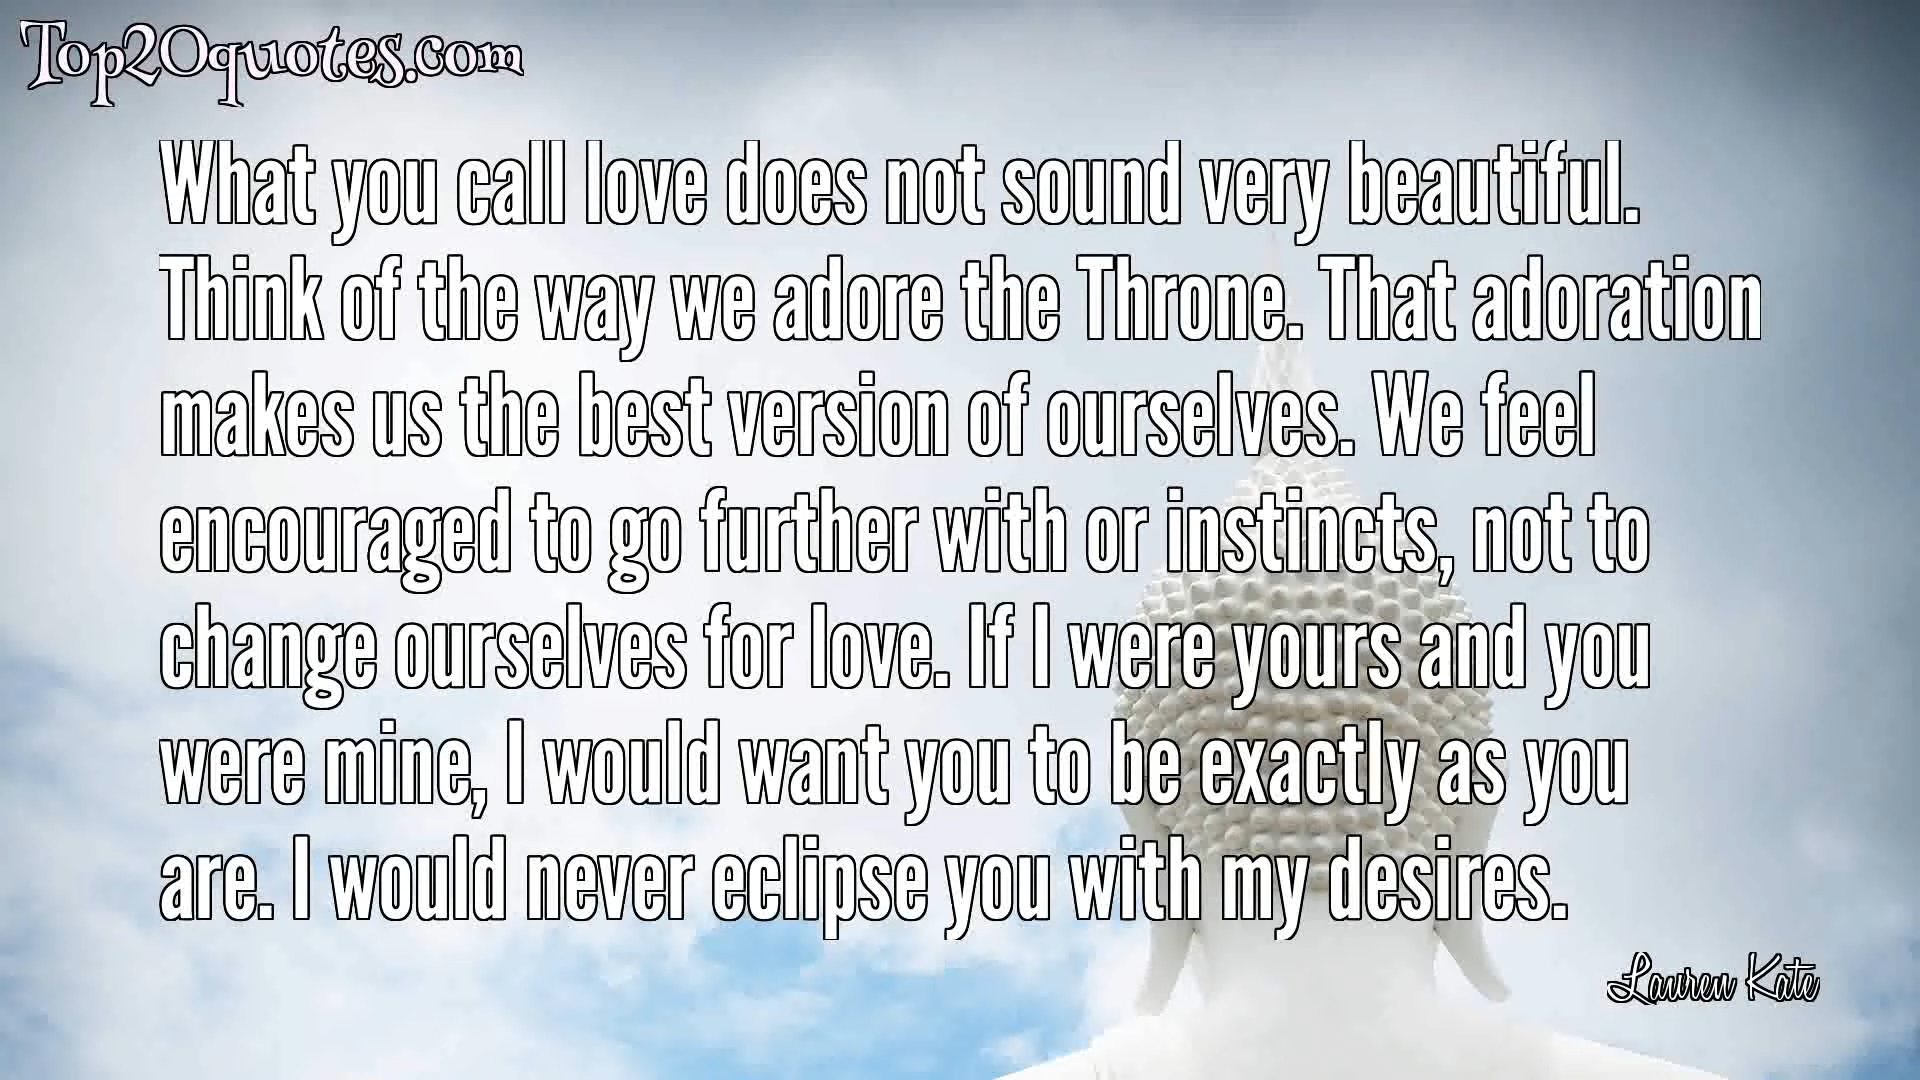 Top20quotes.com
What you call love does not sound very beautiful.
Think of the way we adore the Throne. That adoration
makes us the best version of ourselves. We feel
encouraged to go further with or instincts, not to
change ourselves for love. If I were yours and you
were mine, I would want you to be exactly as you
are. I would never eclipse you with my desires.
Lauren Kate